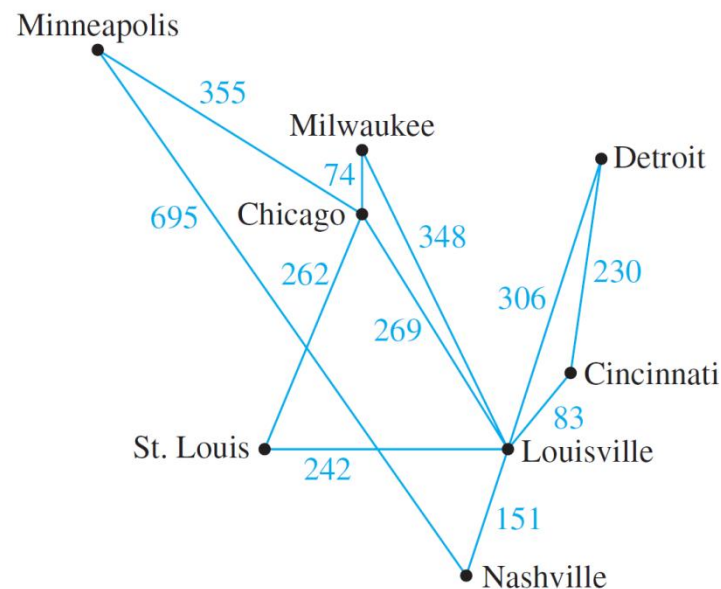 Minneapolis
355
Milwaukee
Detroit
74
695
Chicago
348
262
230
306
269
Cincinnati
83
St. Louis
Louisville
242
151
Nashville